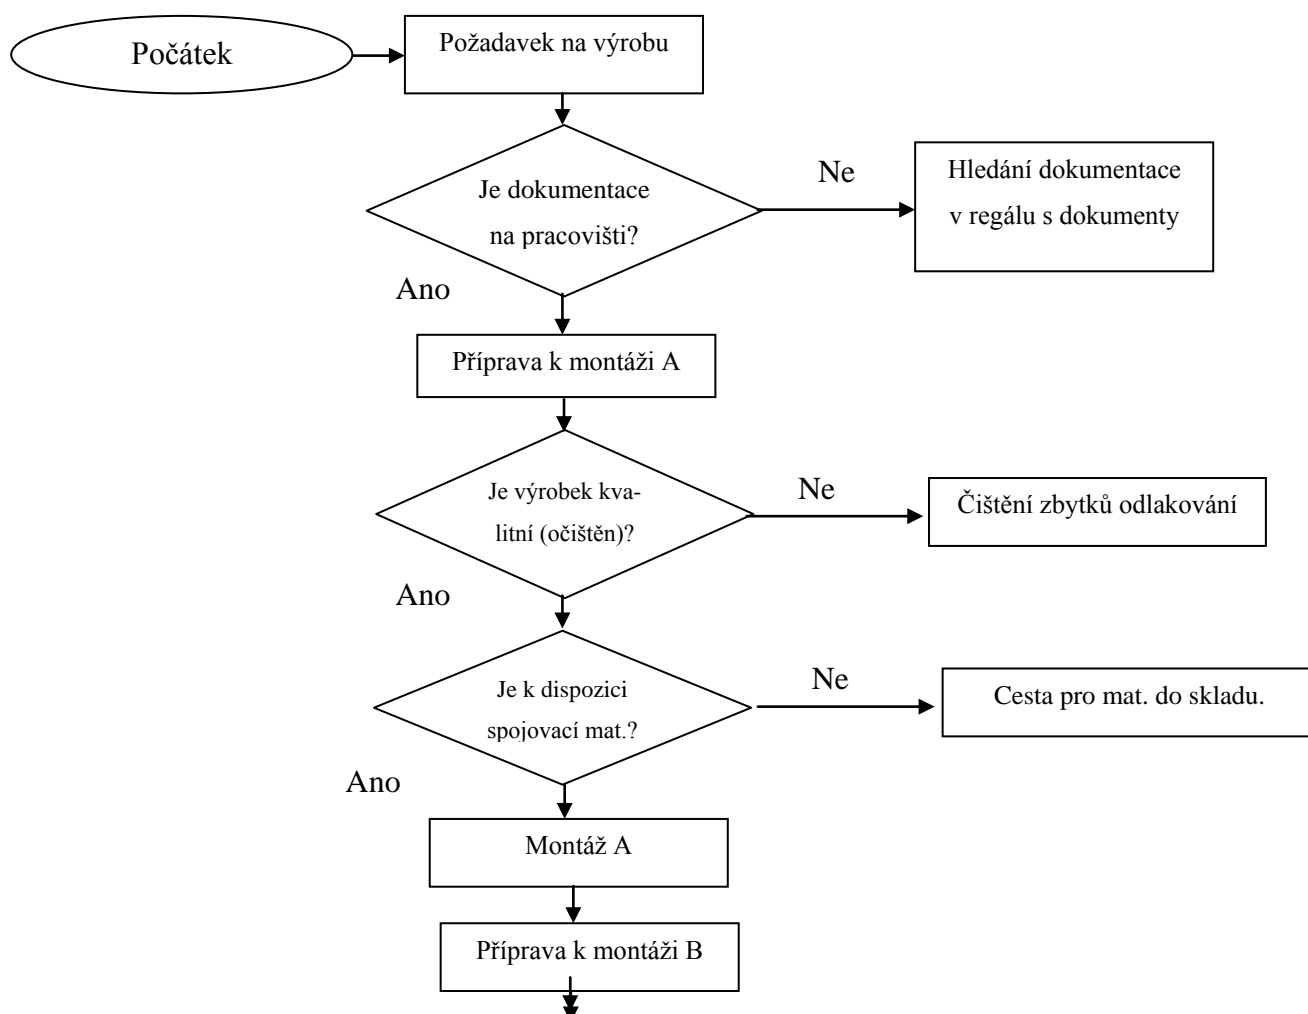 Počátek
Požadavek na výrobu
Je dokumentace
na pracovišti?
Ne
Hledání dokumentace
v regálu s dokumenty
Ano
Příprava k montáži A
Je výrobek kva-
litní (očištěn)?
Ne
Čištění zbytků odlakování
Ano
Je k dispozici
spojovací mat.?
Ne
Cesta pro mat. do skladu.
Ano
Montáž A
Příprava k montáži B